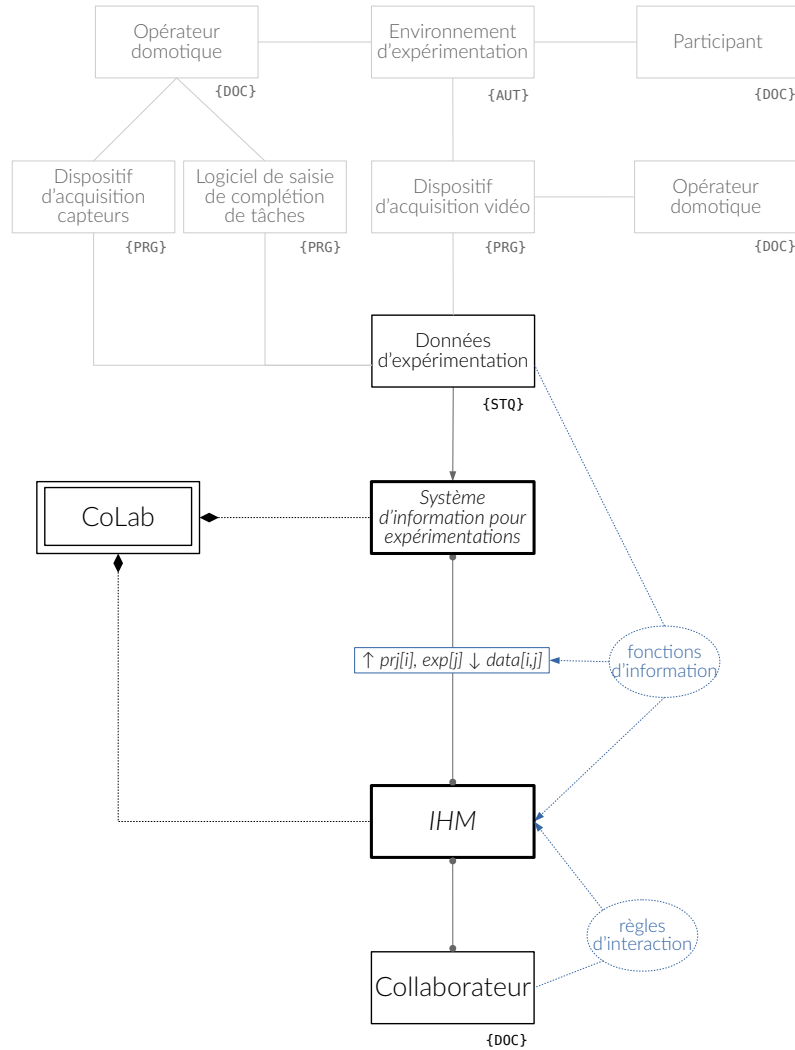 Opérateur
domotique
{DOC}
Environnement
d'expérimentation
{AUT}
Participant
{DOC}
Dispositif
d'acquisition
capteurs
{PRG}
Logiciel de saisie
de complétion
de tâches
{PRG}
Dispositif
d'acquisition vidéo
{PRG}
Opérateur
domotique
{DOC}
Données
d'expérimentation
{STQ}
CoLab
Système
d'information pour
expérimentations
↑ prj[i], exp[j] ↓ data[i,j]
fonctions
d'information
IHM
règles
d'interaction
Collaborateur
{DOC}